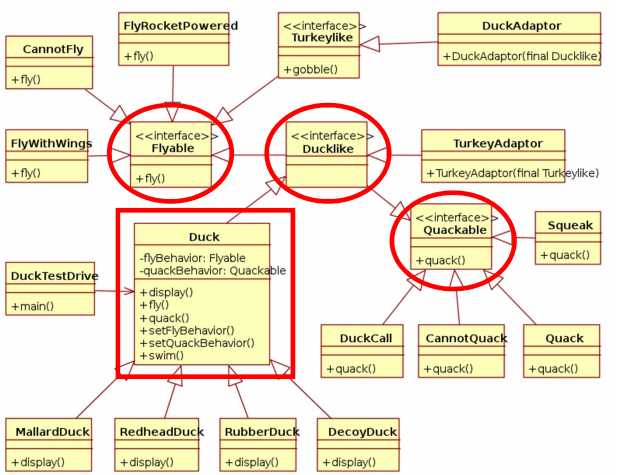 CannotFly
+fly()
FlyRocketPowered
+fly()
<<interface>>
Turkeylike
+gobble()
DuckAdaptor
+DuckAdaptor(final Ducklike)
FlyWithWings
+fly()
<<interface>>
Flyable
+fly()
<<interface>>
Ducklike
TurkeyAdaptor
+TurkeyAdaptor(final Turkeylike)
<<interface>>
Quackable
+quack()
Squeak
+quack()
Duck
-flyBehavior: Flyable
-quackBehavior: Quackable
+display()
+fly()
+quack()
+setFlyBehavior()
+setQuackBehavior()
+swim()
DuckTestDrive
+main()
DuckCall
+quack()
CannotQuack
+quack()
Quack
+quack()
MallardDuck
+display()
RedheadDuck
+display()
RubberDuck
+display()
DecoyDuck
+display()